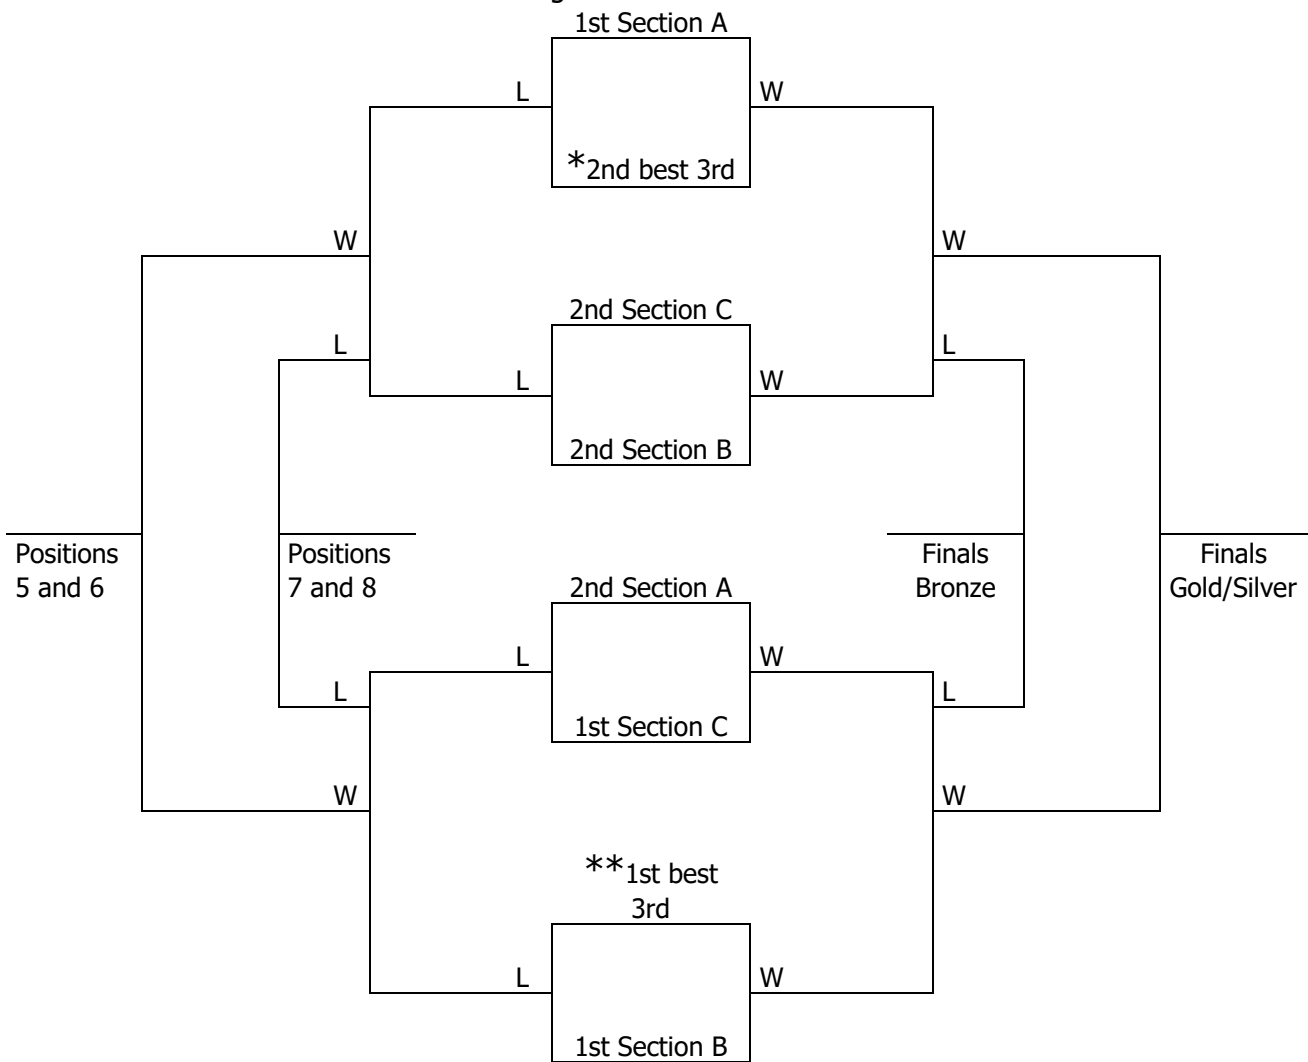 1st Section A
L
W
*2nd best 3rd
W
W
2nd Section C
L
L
L
W
2nd Section B
Positions
5 and 6
Positions
7 and 8
Finals
Bronze
Finals
Gold/Silver
2nd Section A
L
W
L
L
1st Section C
W
W
**1st best
3rd
L
W
1st Section B